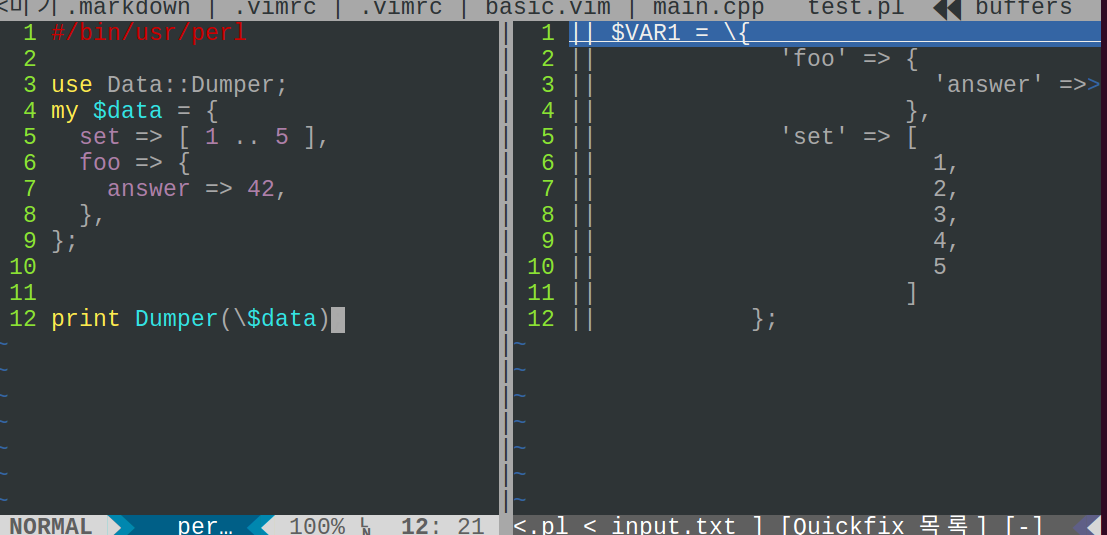 .markdown | .vimrc | .vimrc | basic.vim | main.cpp test.pl buffers
1 #/bin/usr/perl
2
3 use Data::Dumper;
4 my $data = {
5 set => [ 1 .. 5 ],
6 foo => {
7 answer => 42,
8 },
9 };
10
11
12 print Dumper(\$data)
~
~
~
~
~
~
~
NORMAL per… 100% 12: 21
1 || $VAR1 = \{
2 || 'foo' => {
3 || 'answer' =>>
4 || },
5 || 'set' => [
6 || 1,
7 || 2,
8 || 3,
9 || 4,
10 || 5
11 || ]
12 || };
~
~
~
~
~
~
~
<.pl < input.txt ] [Quickfix 목록] [-]